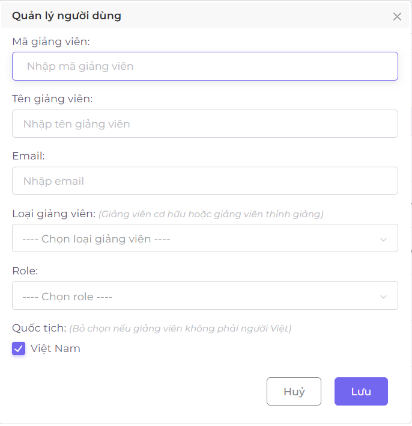 Quản lý người dùng
Mã giảng viên:
Nhập mã giảng viên
Tên giảng viên:
Nhập tên giảng viên
Email:
Nhập email
Loại giảng viên: (Giảng viên cơ hữu hoặc giảng viên thỉnh giảng)
---- Chọn loại giảng viên ----
Role:
---- Chọn role ----
Quốc tịch: (Bỏ chọn nếu giảng viên không phải người Việt)
Việt Nam
Huỷ
Lưu